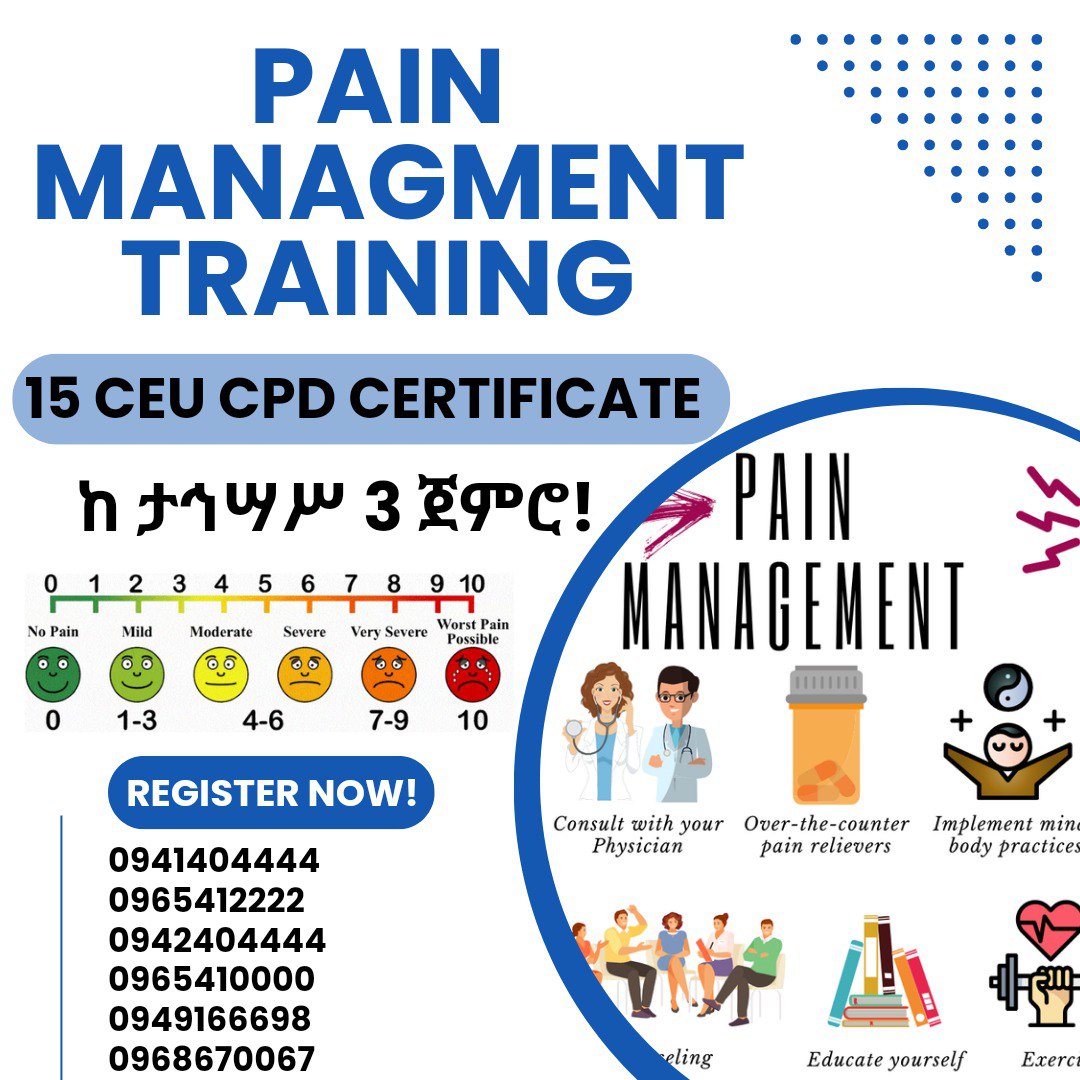 PAIN
MANAGMENT
TRAINING
15 CEU CPD CERTIFICATE
ከ ታኅሣሥ 3 ጀምሮ!
0 1 2 3 4 5 6 7 8 9 10
No Pain Mild Moderate Severe Very Severe Worst Pain
Possible
0 1-3 4-6 7-9 10
REGISTER NOW!
0941404444
0965412222
0942404444
0965410000
0949166698
0968670067
PAIN
MANAGEMENT
Consult with your
Physician
Over-the-counter
pain relievers
Implement
body practices
Educate yourself